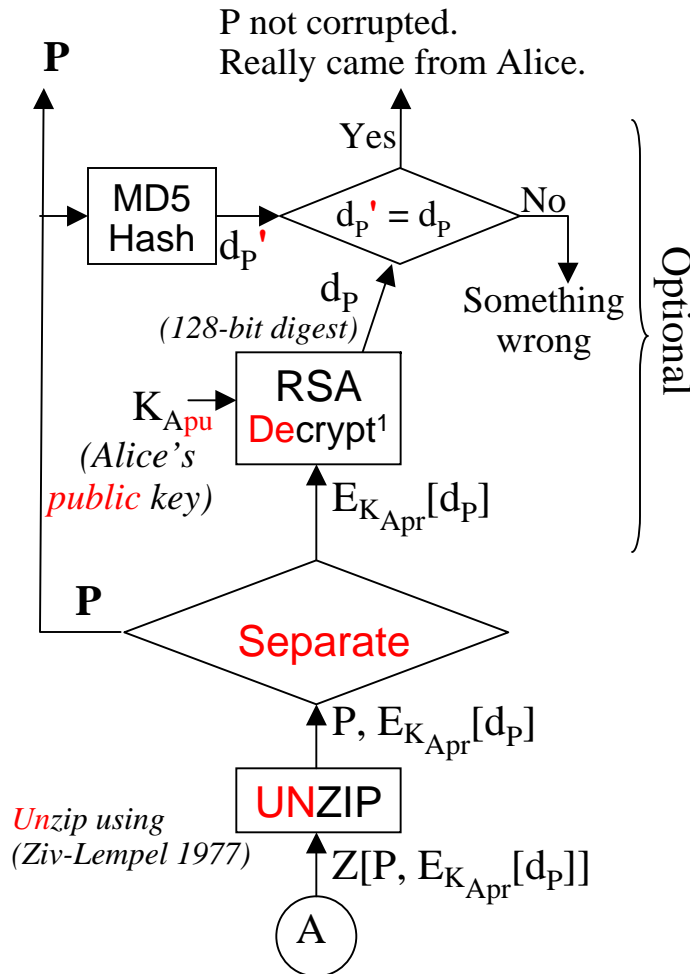 P not corrupted.
P
Really came from Alice.
Yes
MD5
Hash
dP'
dP' = dP
No
Something
wrong
Optional
dP
(128-bit digest)
RSA
Decrypt¹
KApu
(Alice's
public key)
EKApr[dP]
P
Separate
P, EKApr[dP]
UNZIP
Unzip using
(Ziv-Lempel 1977)
Z[P, EKApr[dP]]
A